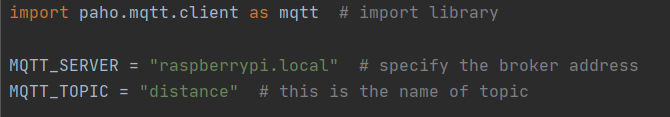 import paho.mqtt.client as mqtt  # import library
MQTT_SERVER = "raspberrypi.local"  # specify the broker address
MQTT_TOPIC = "distance"  # this is the name of topic